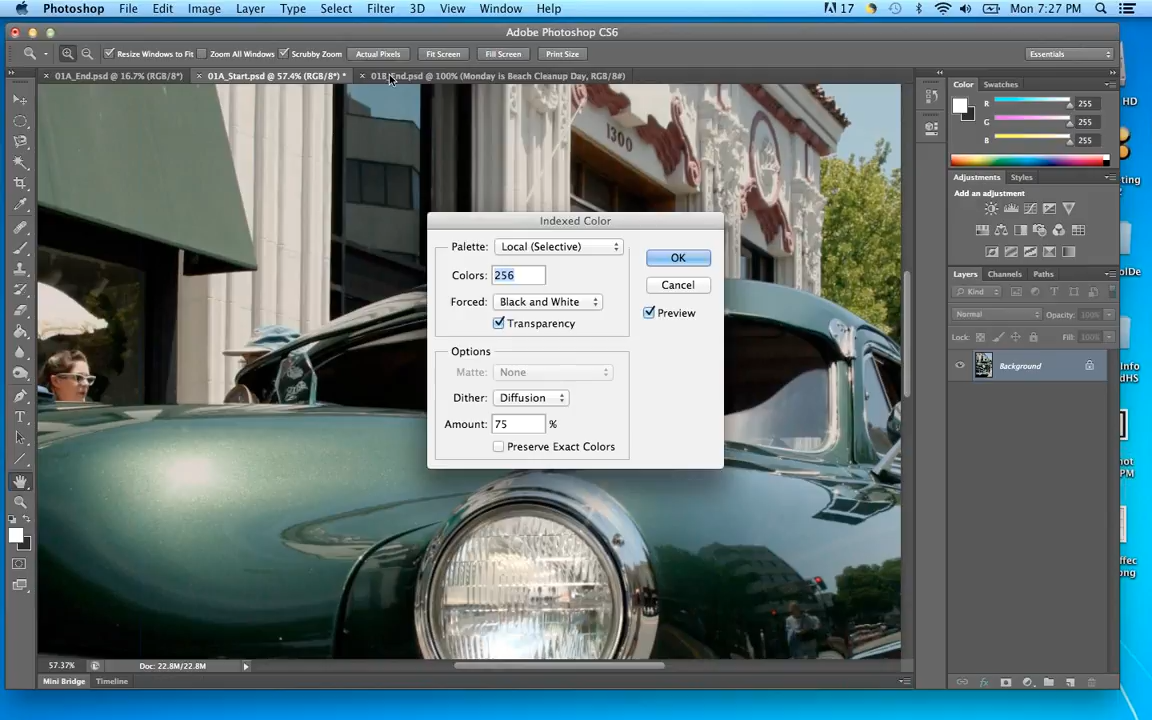 Photoshop File Edit Image Layer Type Select Filter 3D View Window Help 17 Mon 7:27 PM
Adobe Photoshop CS6
Resize Windows to Fit Zoom All Windows Scrubby Zoom Actual Pixels Fit Screen Fill Screen Print Size Essentials
01A_End.psd @ 16.7% (RGB/8*) 01A_Start.psd @ 57.4% (RGB/8*) * End.psd @ 100% (Monday is Beach Cleanup Day, RGB/8#)
Color Swatches
R 255
G 255
B 255
HD
1300
Adjustments Styles
Add an adjustment
Indexed Color
Palette: Local (Selective)
OK
Colors: 256
Cancel
Forced: Black and White
Preview
Transparency
Options
Matte: None
Dither: Diffusion
Amount: 75 %
Preserve Exact Colors
Layers Channels Paths
Kind
Normal Opacity: 100%
Lock: Fill: 100%
Background
57.37% Doc: 22.8M/22.8M
Mini Bridge Timeline